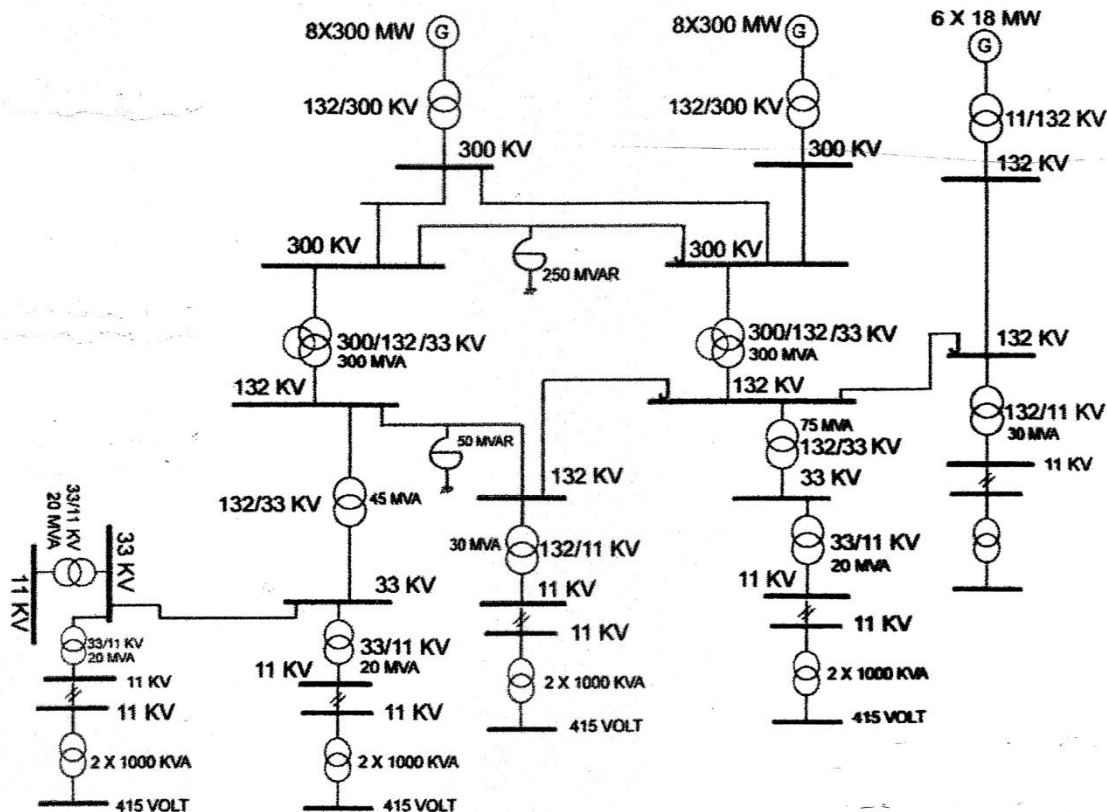 8X300 MW
G
8X300 MW
G
6 X 18 MW
G
132/300 KV
132/300 KV
11/132 KV
300 KV
300 KV
132 KV
300 KV
300 KV
250 MVAR
300/132/33 KV
300 MVA
300/132/33 KV
300 MVA
132 KV
132 KV
132 KV
132/11 KV
30 MVA
11 KV
50 MVAR
75 MVA
132/33 KV
33 KV
132/33 KV
45 MVA
132 KV
30 MVA
132/11 KV
33/11 KV
20 MVA
33/11 KV
20 MVA
33 KV
11 KV
33 KV
11 KV
11 KV
11 KV
11 KV
33/11 KV
20 MVA
33/11 KV
20 MVA
11 KV
11 KV
11 KV
11 KV
2 X 1000 KVA
2 X 1000 KVA
415 VOLT
415 VOLT
2 X 1000 KVA
2 X 1000 KVA
415 VOLT
415 VOLT